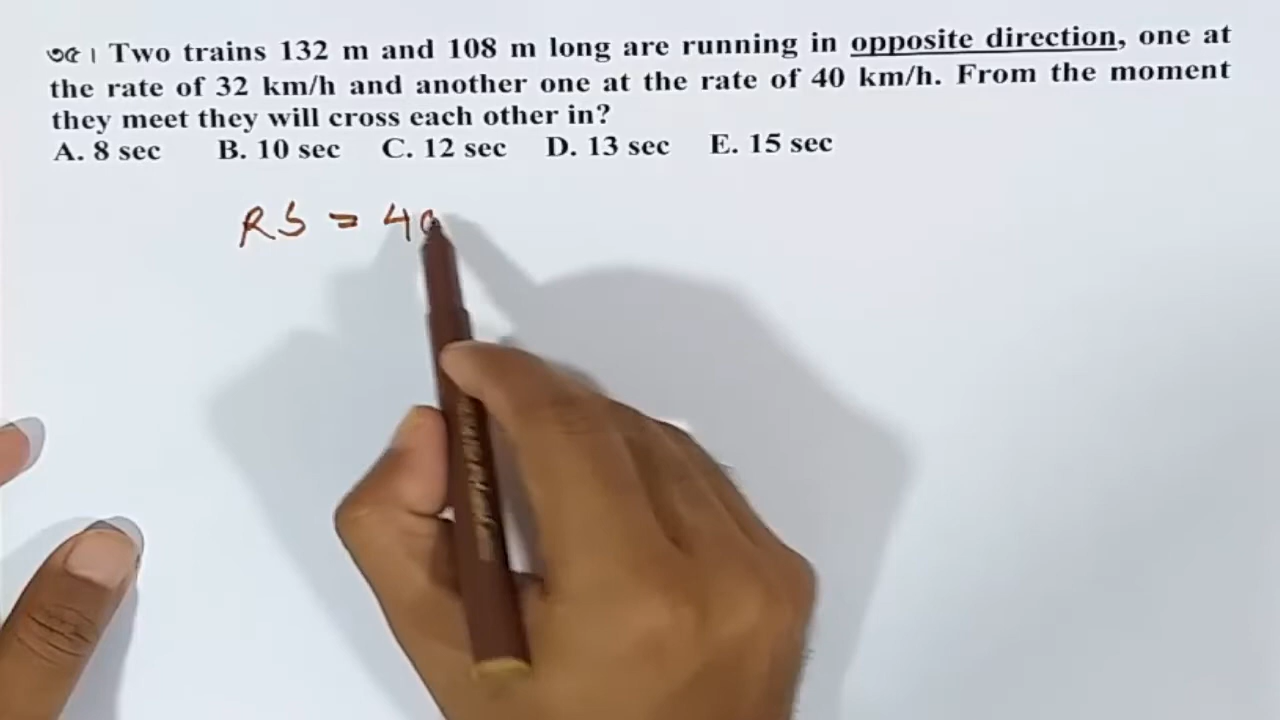 ৩৫। Two trains 132 m and 108 m long are running in opposite direction, one at
the rate of 32 km/h and another one at the rate of 40 km/h. From the moment
they meet they will cross each other in?
A. 8 sec B. 10 sec C. 12 sec D. 13 sec E. 15 sec
RS = 40